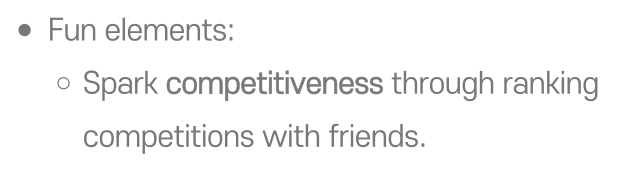 • Fun elements:
○ Spark competitiveness through ranking
competitions with friends.